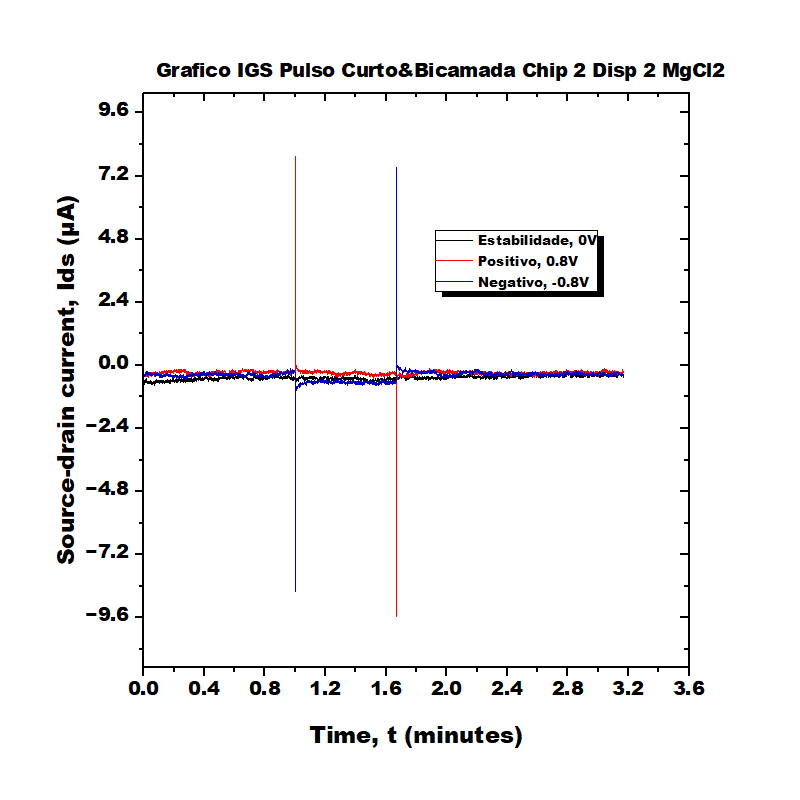 Grafico IGS Pulso Curto&Bicamada Chip 2 Disp 2 MgCl2
9.6
7.2
4.8
2.4
0.0
−2.4
−4.8
−7.2
−9.6
Source-drain current, Ids (µA)
Estabilidade, 0V
Positivo, 0.8V
Negativo, -0.8V
0.0 0.4 0.8 1.2 1.6 2.0 2.4 2.8 3.2 3.6
Time, t (minutes)